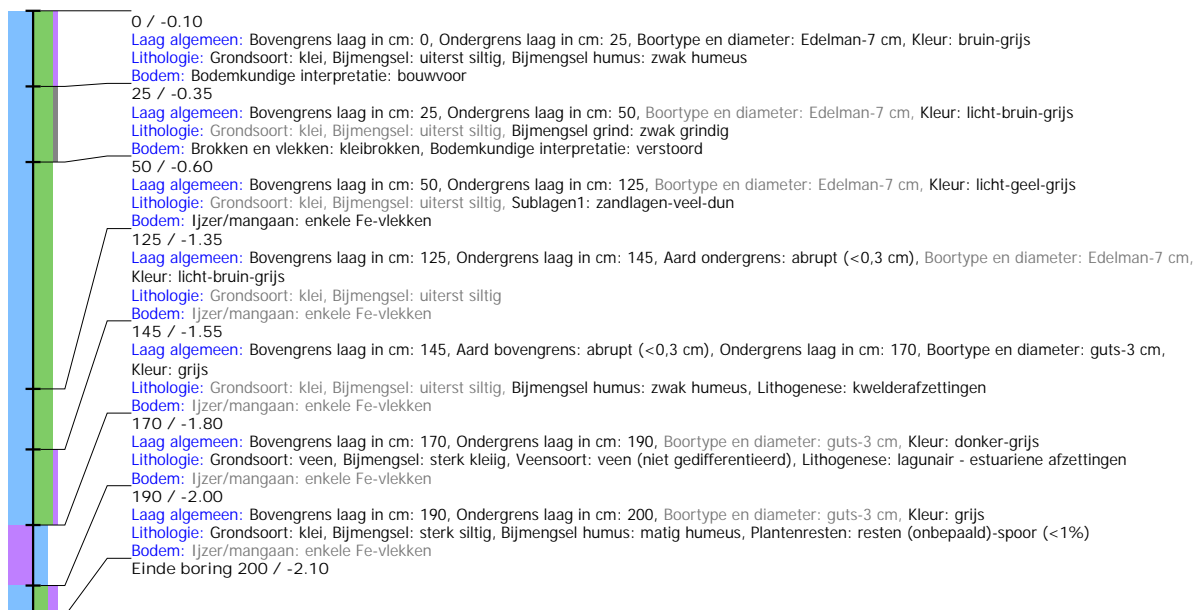 0 / -0.10
Laag algemeen: Bovengrens laag in cm: 0, Ondergrens laag in cm: 25, Boortype en diameter: Edelman-7 cm, Kleur: bruin-grijs
Lithologie: Grondsoort: klei, Bijmengsel: uiterst siltig, Bijmengsel humus: zwak humeus
Bodem: Bodemkundige interpretatie: bouwvoor
25 / -0.35
Laag algemeen: Bovengrens laag in cm: 25, Ondergrens laag in cm: 50, Boortype en diameter: Edelman-7 cm, Kleur: licht-bruin-grijs
Lithologie: Grondsoort: klei, Bijmengsel: uiterst siltig, Bijmengsel grind: zwak grindig
Bodem: Brokken en vlekken: kleibrokken, Bodemkundige interpretatie: verstoord
50 / -0.60
Laag algemeen: Bovengrens laag in cm: 50, Ondergrens laag in cm: 125, Boortype en diameter: Edelman-7 cm, Kleur: licht-geel-grijs
Lithologie: Grondsoort: klei, Bijmengsel: uiterst siltig, Sublagen1: zandlagen-veel-dun
Bodem: Ijzer/mangaan: enkele Fe-vlekken
125 / -1.35
Laag algemeen: Bovengrens laag in cm: 125, Ondergrens laag in cm: 145, Aard ondergrens: abrupt (<0,3 cm), Boortype en diameter: Edelman-7 cm,
Kleur: licht-bruin-grijs
Lithologie: Grondsoort: klei, Bijmengsel: uiterst siltig
Bodem: Ijzer/mangaan: enkele Fe-vlekken
145 / -1.55
Laag algemeen: Bovengrens laag in cm: 145, Aard bovengrens: abrupt (<0,3 cm), Ondergrens laag in cm: 170, Boortype en diameter: guts-3 cm,
Kleur: grijs
Lithologie: Grondsoort: klei, Bijmengsel: uiterst siltig, Bijmengsel humus: zwak humeus, Lithogenese: kwelderafzettingen
Bodem: Ijzer/mangaan: enkele Fe-vlekken
170 / -1.80
Laag algemeen: Bovengrens laag in cm: 170, Ondergrens laag in cm: 190, Boortype en diameter: guts-3 cm, Kleur: donker-grijs
Lithologie: Grondsoort: veen, Bijmengsel: sterk kleiig, Veensoort: veen (niet gedifferentieerd), Lithogenese: lagunair - estuariene afzettingen
Bodem: Ijzer/mangaan: enkele Fe-vlekken
190 / -2.00
Laag algemeen: Bovengrens laag in cm: 190, Ondergrens laag in cm: 200, Boortype en diameter: guts-3 cm, Kleur: grijs
Lithologie: Grondsoort: klei, Bijmengsel: sterk siltig, Bijmengsel humus: matig humeus, Plantenresten: resten (onbepaald)-spoor (<1%)
Bodem: Ijzer/mangaan: enkele Fe-vlekken
Einde boring 200 / -2.10